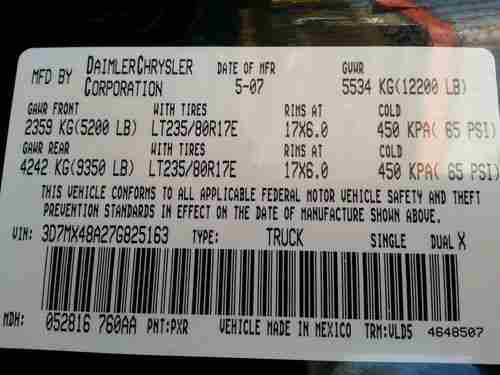 MFD BY DAIMLERCHRYSLER CORPORATION DATE OF MFR 5-07 GVWR 5534 KG(12200 LB)
GAWR FRONT WITH TIRES RIMS AT COLD
2359 KG(5200 LB) LT235/80R17E 17X6.0 450 KPA( 65 PSI)
GAWR REAR WITH TIRES RIMS AT COLD
4242 KG(9350 LB) LT235/80R17E 17X6.0 450 KPA( 65 PSI)
THIS VEHICLE CONFORMS TO ALL APPLICABLE FEDERAL MOTOR VEHICLE SAFETY AND THEFT
PREVENTION STANDARDS IN EFFECT ON THE DATE OF MANUFACTURE SHOWN ABOVE.
VIN: 3D7MX48A27G825163 TYPE: TRUCK SINGLE DUAL X
MDH: 052816 760AA PNT:PXR VEHICLE MADE IN MEXICO TRM:VLD5 4648507